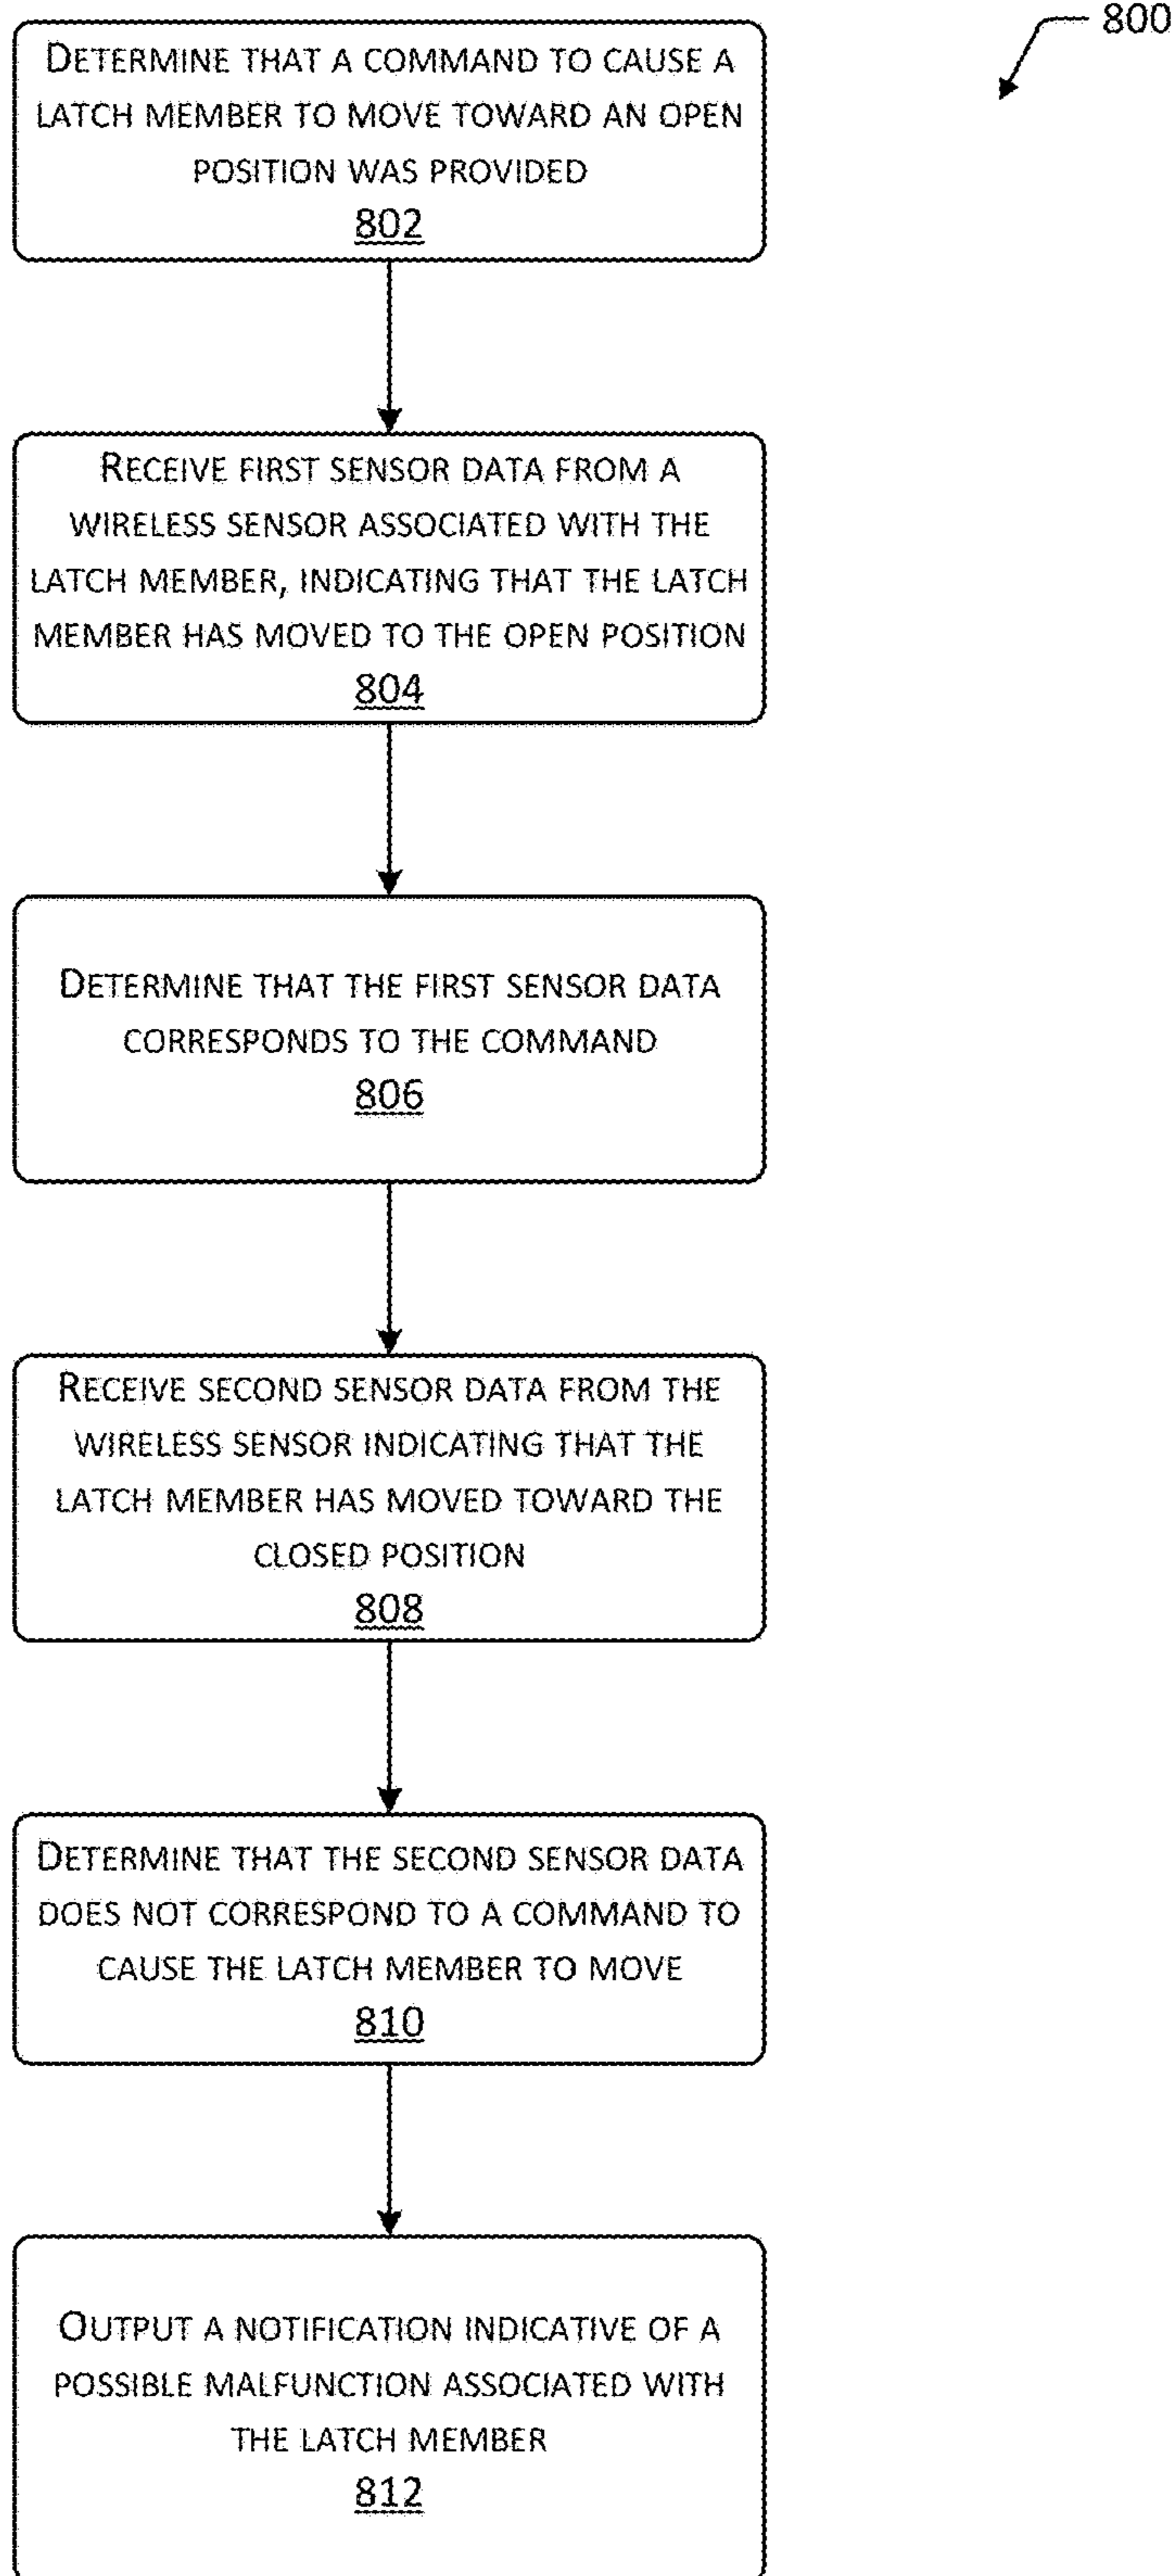 800
DETERMINE THAT A COMMAND TO CAUSE A
LATCH MEMBER TO MOVE TOWARD AN OPEN
POSITION WAS PROVIDED
802
RECEIVE FIRST SENSOR DATA FROM A
WIRELESS SENSOR ASSOCIATED WITH THE
LATCH MEMBER, INDICATING THAT THE LATCH
MEMBER HAS MOVED TO THE OPEN POSITION
804
DETERMINE THAT THE FIRST SENSOR DATA
CORRESPONDS TO THE COMMAND
806
RECEIVE SECOND SENSOR DATA FROM THE
WIRELESS SENSOR INDICATING THAT THE
LATCH MEMBER HAS MOVED TOWARD THE
CLOSED POSITION
808
DETERMINE THAT THE SECOND SENSOR DATA
DOES NOT CORRESPOND TO A COMMAND TO
CAUSE THE LATCH MEMBER TO MOVE
810
OUTPUT A NOTIFICATION INDICATIVE OF A
POSSIBLE MALFUNCTION ASSOCIATED WITH
THE LATCH MEMBER
812